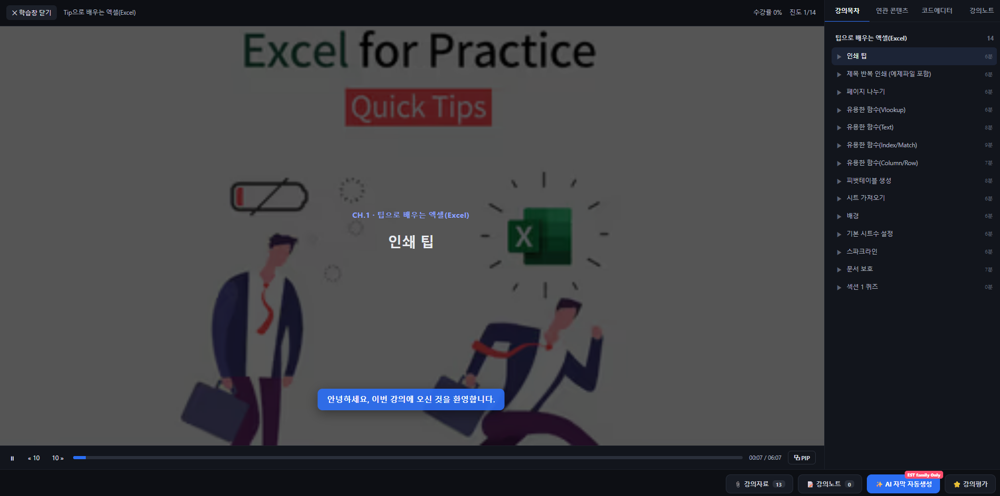 ✕ 학습창 닫기
Tip으로 배우는 엑셀(Excel)
수강률 0% 진도 1/14
강의목차 연관 콘텐츠 코드에디터 강의노트
Excel for Practice
Quick Tips
X
CH.1 · 팁으로 배우는 엑셀(Excel)
인쇄 팁
안녕하세요, 이번 강의에 오신 것을 환영합니다.
« 10 10 » 00:07 / 06:07 PIP
팁으로 배우는 엑셀(Excel) 14
인쇄 팁 6분
제목 반복 인쇄 (예제파일 포함) 6분
페이지 나누기 6분
유용한 함수(Vlookup) 6분
유용한 함수(Text) 8분
유용한 함수(Index/Match) 9분
유용한 함수(Column/Row) 7분
피벗테이블 생성 8분
시트 가져오기 6분
배경 6분
기본 시트수 설정 6분
스파크라인 6분
문서 보호 7분
섹션 1 퀴즈 0분
EST family Only
강의자료 13 강의노트 0 AI 자막 자동생성 강의평가